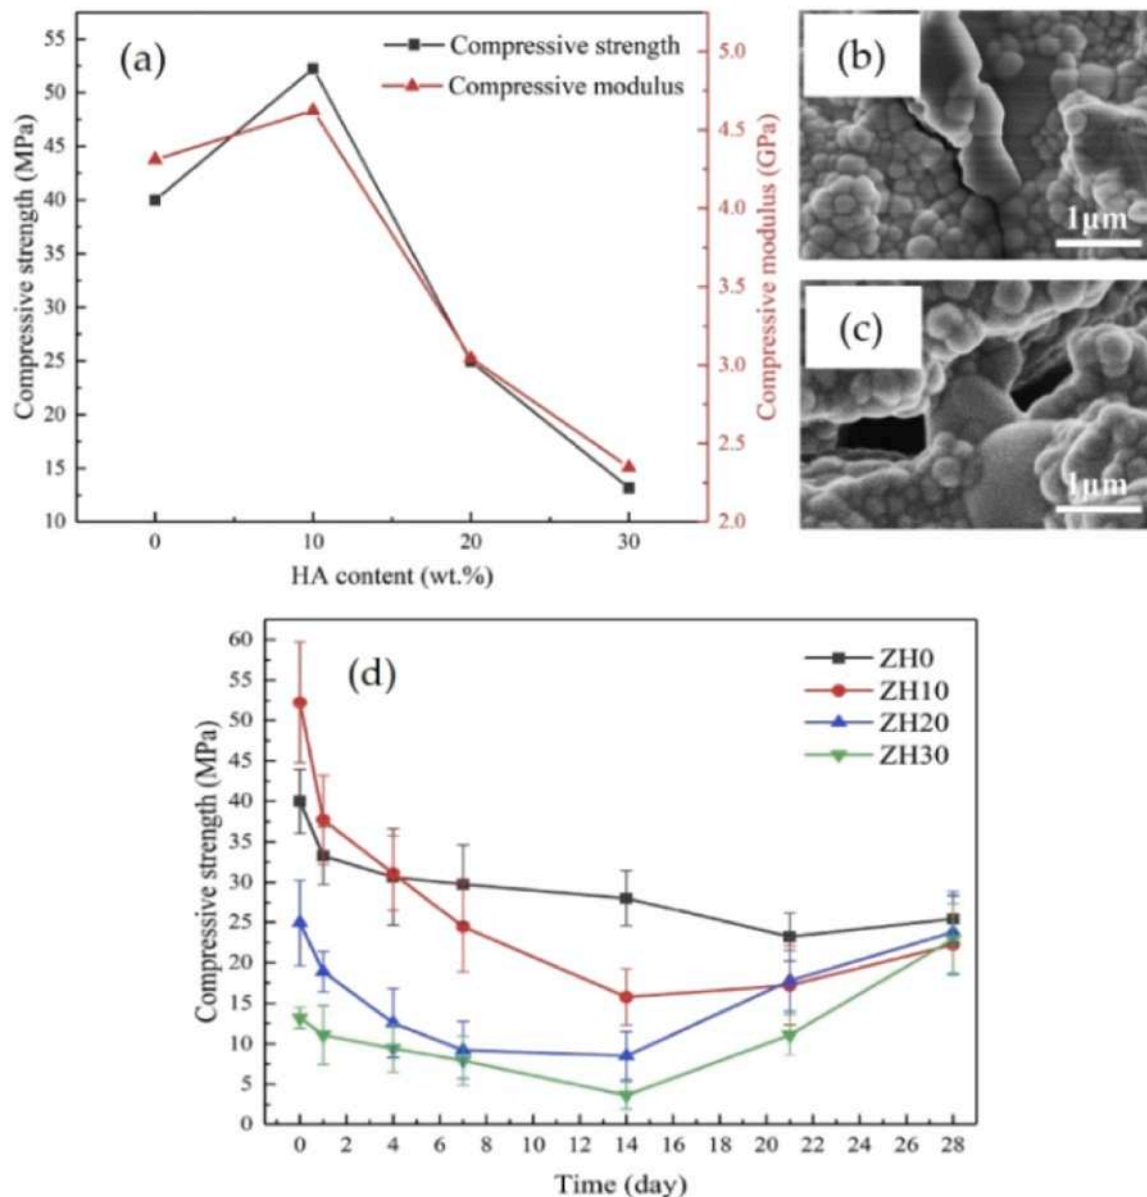 (a)
Compressive strength
Compressive modulus
55
50
45
40
35
30
25
20
15
10
Compressive strength (MPa)
5.0
4.5
4.0
3.5
3.0
2.5
2.0
Compressive modulus (GPa)
0 10 20 30
HA content (wt.%)
(b)
1μm
(c)
1μm
(d)
ZH0
ZH10
ZH20
ZH30
60
55
50
45
40
35
30
25
20
15
10
5
0
Compressive strength (MPa)
0 2 4 6 8 10 12 14 16 18 20 22 24 26 28
Time (day)